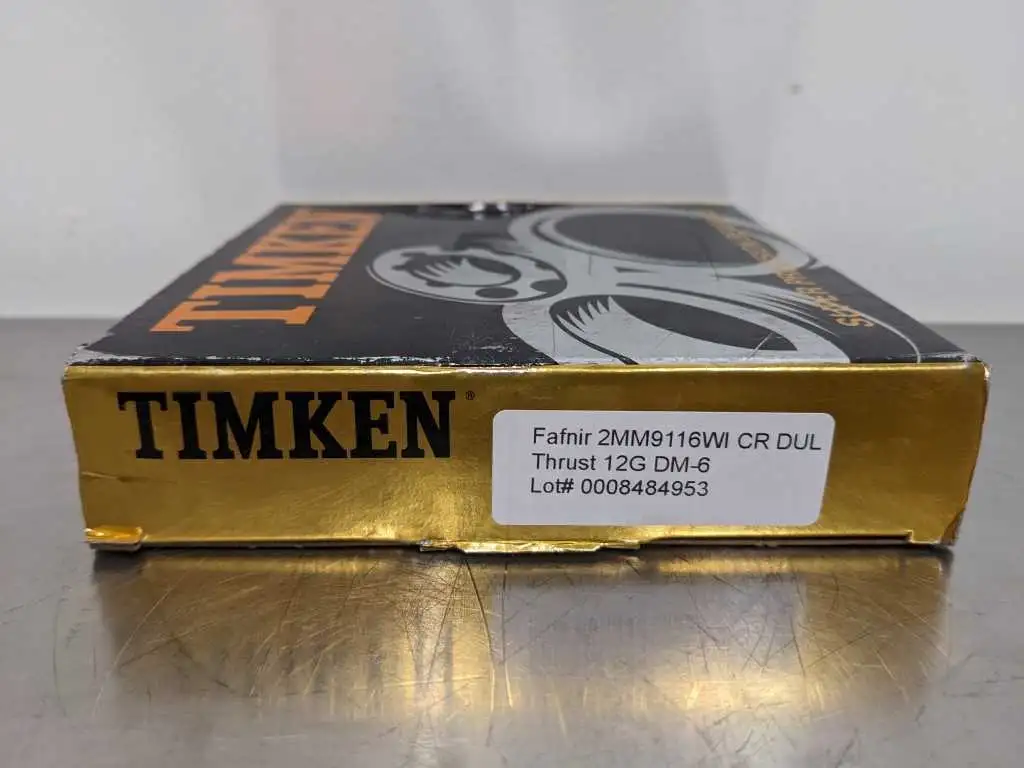 TIMKEN
TIMKEN®
Fafnir 2MM9116WI CR DUL
Thrust 12G DM-6
Lot# 0008484953